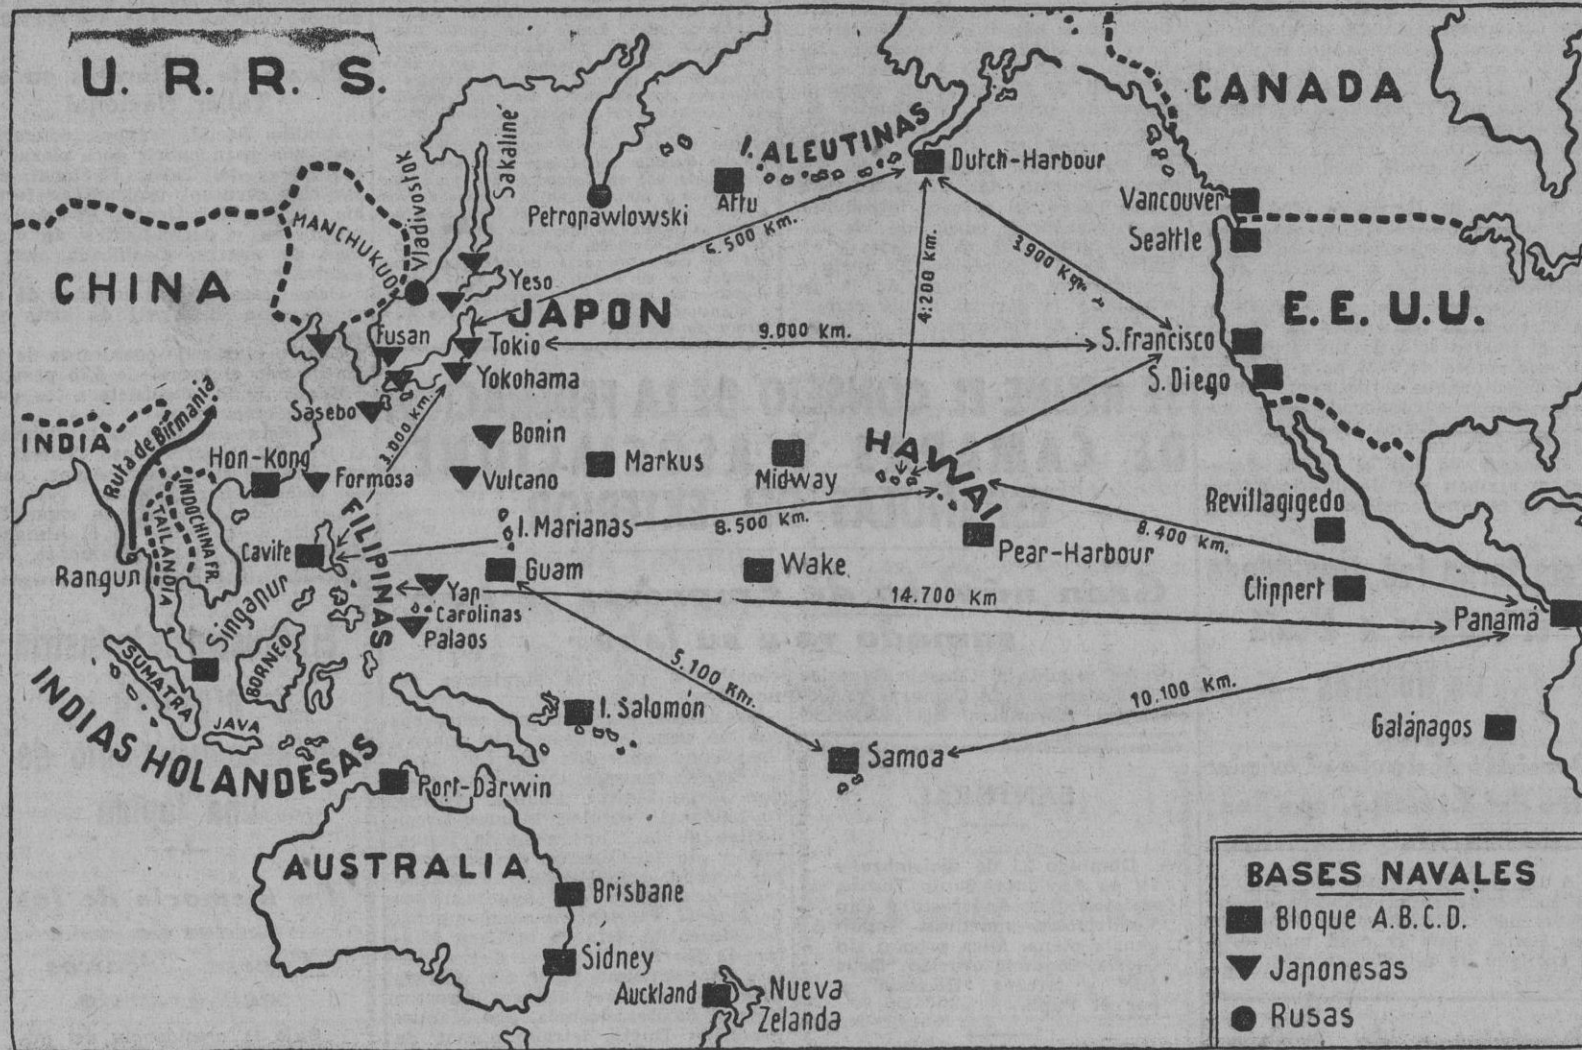 U. R. R. S.
CANADA
Sakaliné
Vladivostok
I. ALEUTINAS
Dutch-Harbour
Petropawlowski
Attu
Vancouver
Seattle
MANCHUKUO
CHINA
Yeso
JAPON
4.200 Km.
3.900 Km.
E.E. U.U.
Fusan
Tokio
9.000 Km.
S. Francisco
Yokohama
S. Diego
Sasebo
3.000 Km.
INDIA
Ruta de Birmania
Bonin
HAWAI
Hon-Kong
Formosa
Vulcano
Markus
Midway
Revillagigedo
INDOCHINA FR.
TAILANDIA
FILIPINAS
I. Marianas
8.500 Km.
8.400 Km.
Pear-Harbour
Cavite
Rangun
Guam
Wake
Clippert
Singapur
Yap
14.700 Km
Carolinas
Palaos
Panamá
SUMATRA
BORNEO
5.100 Km.
10.100 Km.
JAVA
I. Salomón
Galápagos
INDIAS HOLANDESAS
Samoa
Port-Darwin
AUSTRALIA
Brisbane
Sidney
Auckland
Nueva
Zelanda
BASES NAVALES
Bloque A.B.C.D.
Japonesas
Rusas